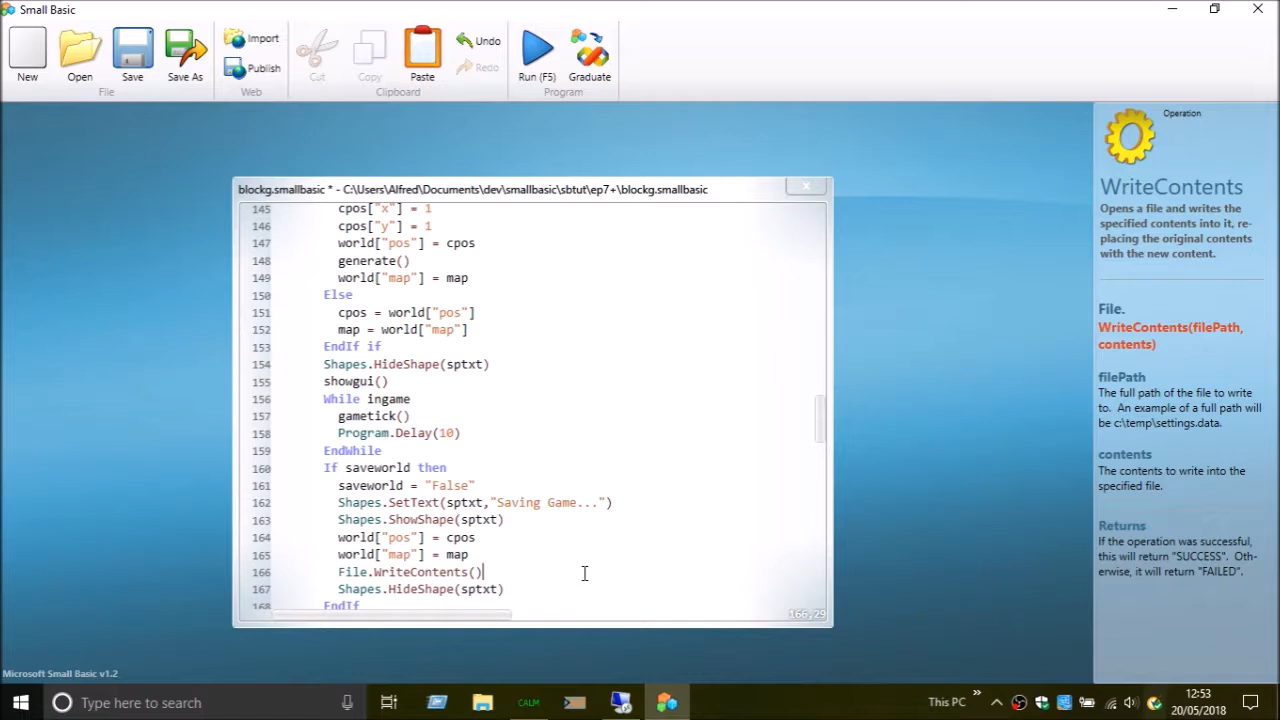 Small Basic
New
Open
Save
Save As
File
Import
Publish
Web
Cut
Copy
Paste
Undo
Redo
Clipboard
Run (F5)
Graduate
Program
blockg.smallbasic * - C:\Users\Alfred\Documents\dev\smallbasic\sbtut\ep7+\blockg.smallbasic
145 cpos["x"] = 1
146 cpos["y"] = 1
147 world["pos"] = cpos
148 generate()
149 world["map"] = map
150 Else
151 cpos = world["pos"]
152 map = world["map"]
153 EndIf if
154 Shapes.HideShape(sptxt)
155 showgui()
156 While ingame
157 gametick()
158 Program.Delay(10)
159 EndWhile
160 If saveworld then
161 saveworld = "False"
162 Shapes.SetText(sptxt,"Saving Game...")
163 Shapes.ShowShape(sptxt)
164 world["pos"] = cpos
165 world["map"] = map
166 File.WriteContents()
167 Shapes.HideShape(sptxt)
168 EndIf
166,29
Operation
WriteContents
Opens a file and writes the
specified contents into it, re-
placing the original contents
with the new content.
File.
WriteContents(filePath,
contents)
filePath
The full path of the file to write
to. An example of a full path will
be c:\temp\settings.data.
contents
The contents to write into the
specified file.
Returns
If the operation was successful,
this will return "SUCCESS". Oth-
erwise, it will return "FAILED".
Microsoft Small Basic v1.2
Type here to search
CALM
This PC
12:53
20/05/2018